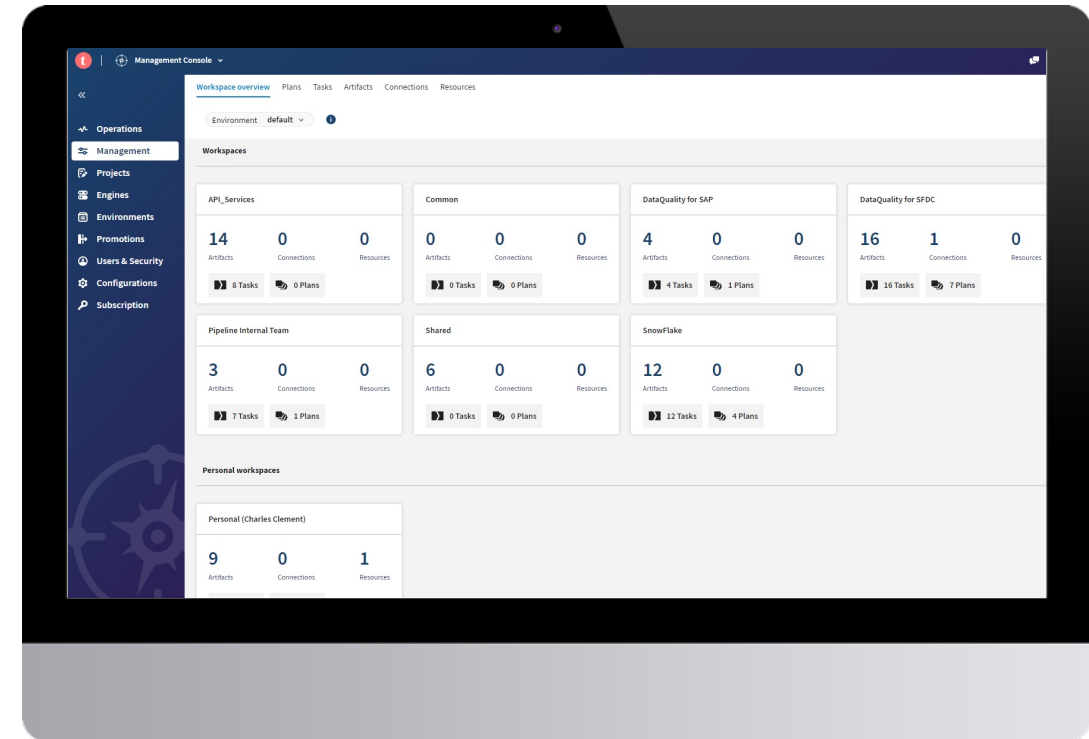 t Management Console
Workspace overview Plans Tasks Artifacts Connections Resources
Environment default
Operations
Management
Projects
Engines
Environments
Promotions
Users & Security
Configurations
Subscription
Workspaces
API_Services
14 0 0
Artifacts Connections Resources
8 Tasks 0 Plans
Common
0 0 0
Artifacts Connections Resources
0 Tasks 0 Plans
DataQuality for SAP
4 0 0
Artifacts Connections Resources
4 Tasks 1 Plans
DataQuality for SFDC
16 1 0
Artifacts Connections Resources
16 Tasks 7 Plans
Pipeline Internal Team
3 0 0
Artifacts Connections Resources
7 Tasks 1 Plans
Shared
6 0 0
Artifacts Connections Resources
0 Tasks 0 Plans
SnowFlake
12 0 0
Artifacts Connections Resources
12 Tasks 4 Plans
Personal workspaces
Personal (Charles Clement)
9 0 1
Artifacts Connections Resources